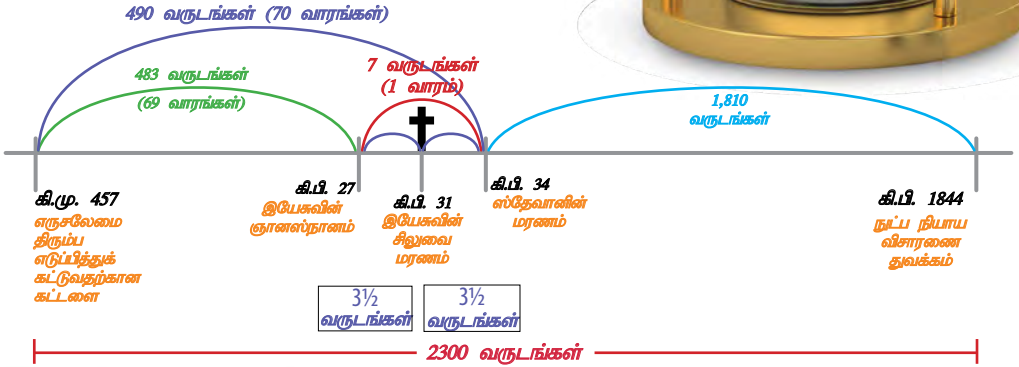 490 வருடங்கள் (70 வாரங்கள்)
483 வருடங்கள்
(69 வாரங்கள்)
7 வருடங்கள்
(1 வாரம்)
1,810
வருடங்கள்
கி.மு. 457
எருசலேமை
திரும்ப
எடுப்பித்துக்
கட்டுவதற்கான
கட்டளை
கி.பி. 27
இயேசுவின்
ஞானஸ்நானம்
கி.பி. 31
இயேசுவின்
சிலுவை
மரணம்
கி.பி. 34
ஸ்தேவானின்
மரணம்
கி.பி. 1844
நுட்ப நியாய
விசாரணை
துவக்கம்
3½
வருடங்கள்
3½
வருடங்கள்
2300 வருடங்கள்